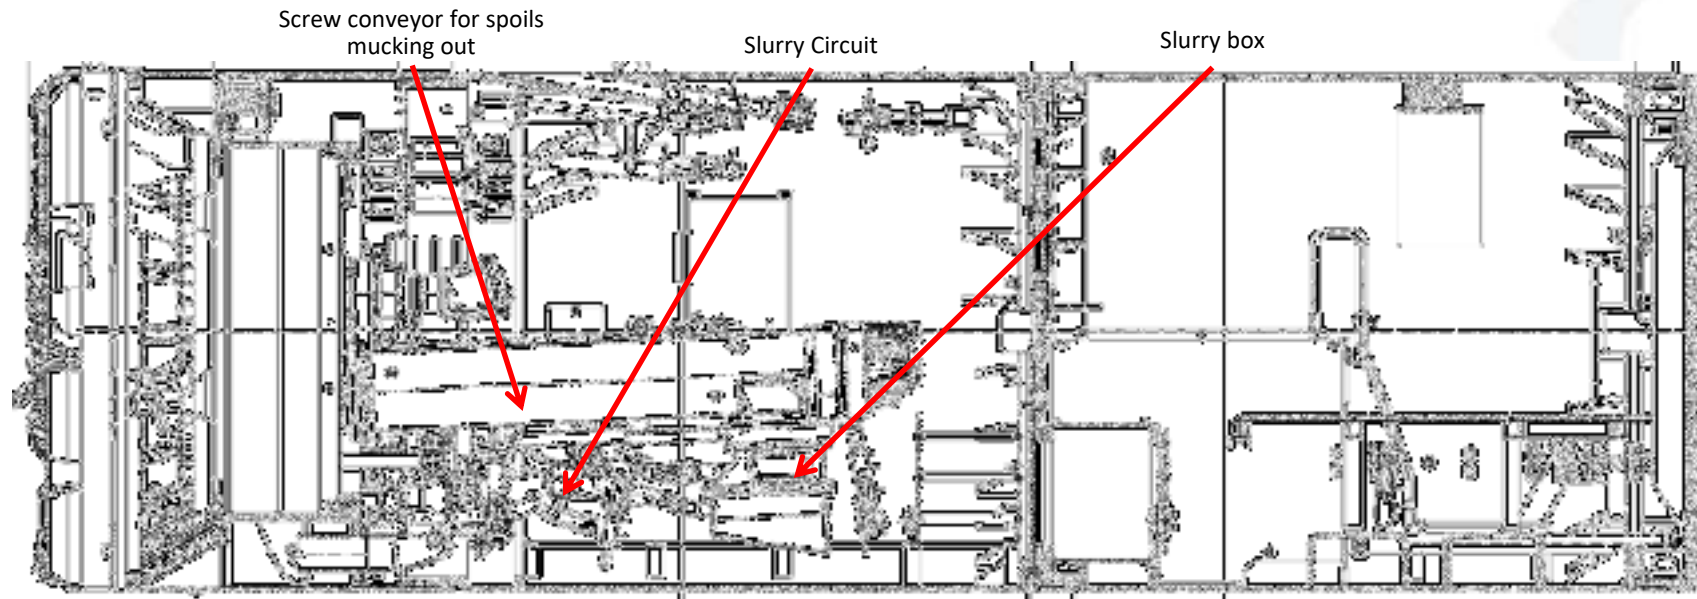 Screw conveyor for spoils
mucking out
Slurry Circuit
Slurry box